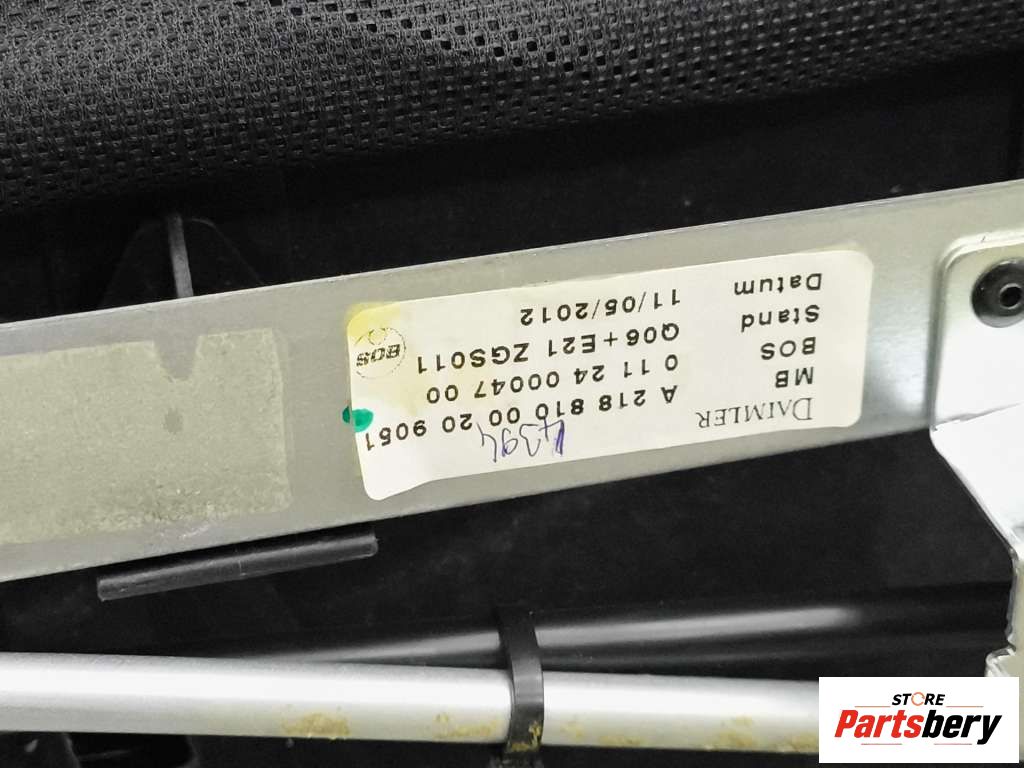 DAIMLER
MB A 218 810 00 20 9051
BOS 0 11 24 00047 00
Stand Q06+E21 ZGS011
Datum 11/05/2012
BOS
4394
STORE
Partsbery